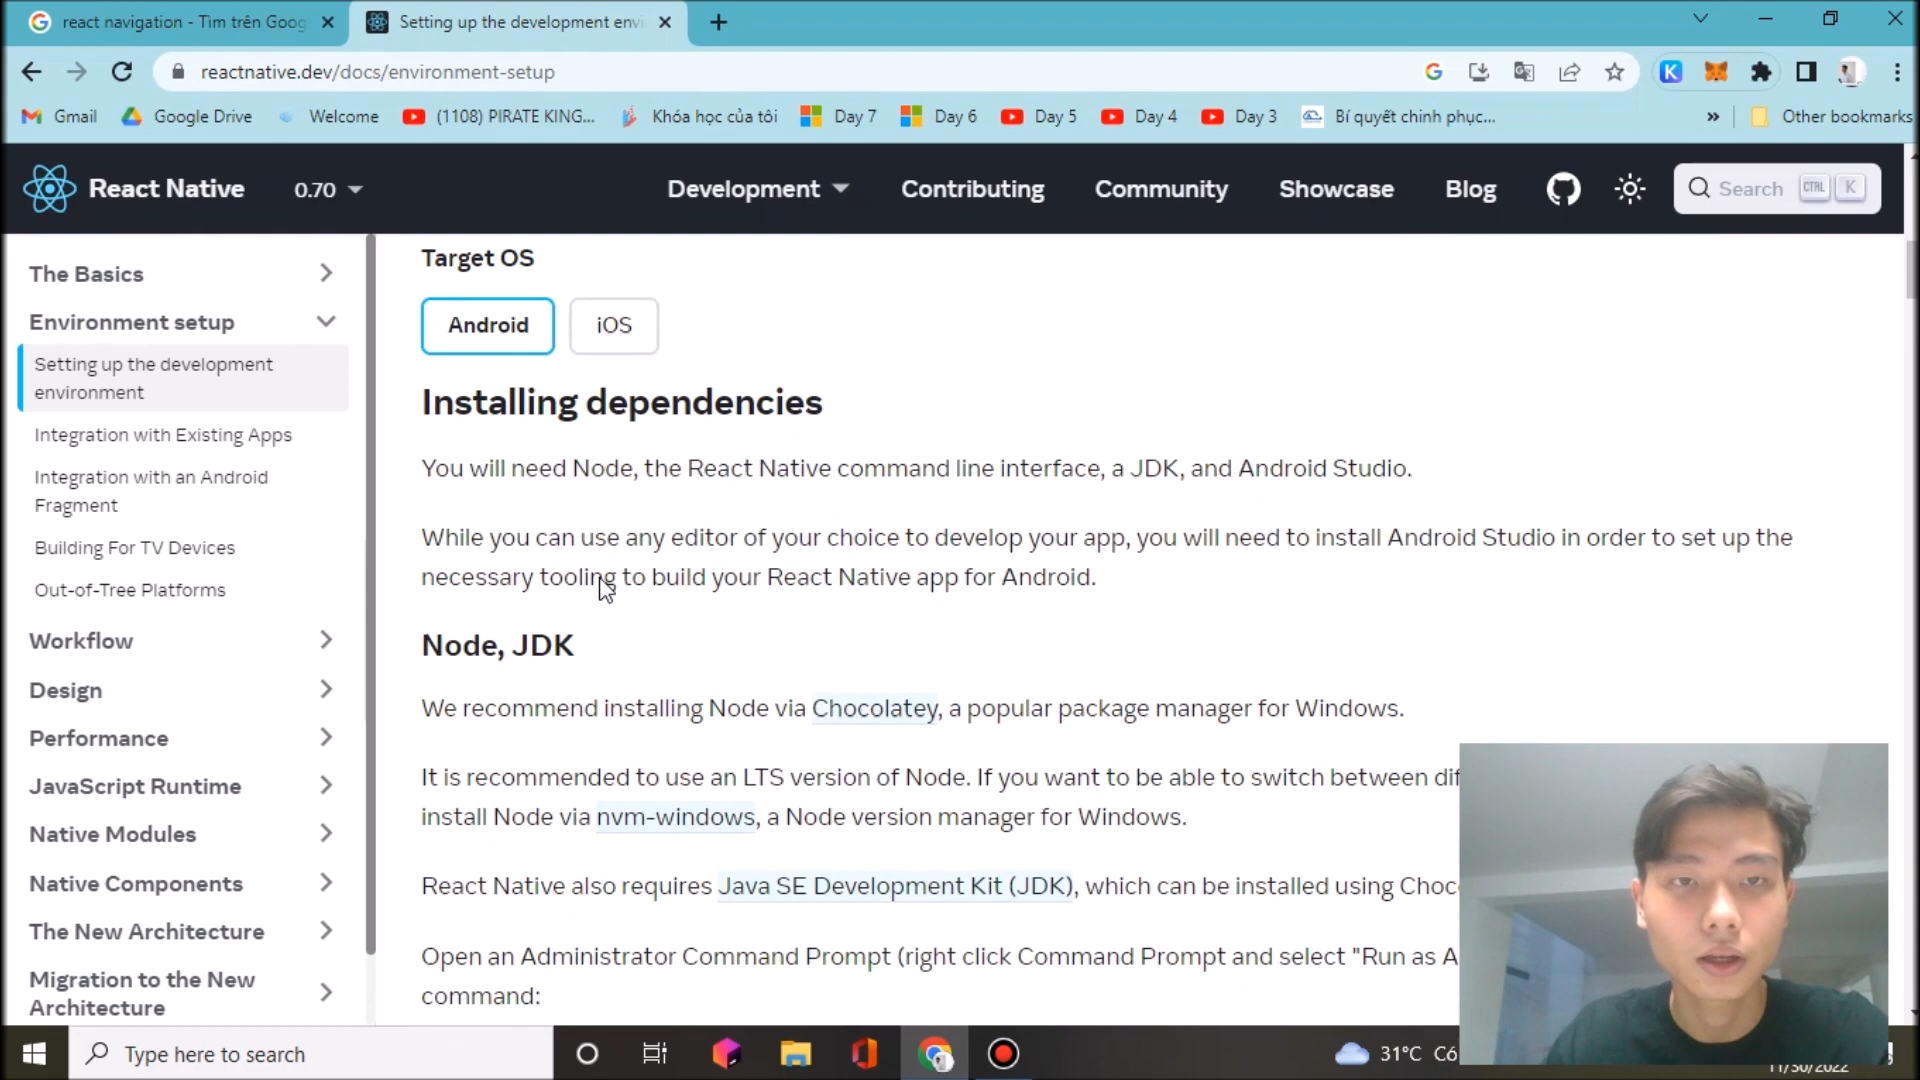 react navigation - Tìm trên Goog
Setting up the development envi
reactnative.dev/docs/environment-setup
Gmail
Google Drive
Welcome
(1108) PIRATE KING...
Khóa học của tôi
Day 7
Day 6
Day 5
Day 4
Day 3
Bí quyết chinh phục...
»
Other bookmarks
React Native
0.70
Development
Contributing
Community
Showcase
Blog
Search
CTRL
K
The Basics
Environment setup
Setting up the development
environment
Integration with Existing Apps
Integration with an Android
Fragment
Building For TV Devices
Out-of-Tree Platforms
Workflow
Design
Performance
JavaScript Runtime
Native Modules
Native Components
The New Architecture
Migration to the New
Architecture
Target OS
Android
iOS
Installing dependencies
You will need Node, the React Native command line interface, a JDK, and Android Studio.
While you can use any editor of your choice to develop your app, you will need to install Android Studio in order to set up the
necessary tooling to build your React Native app for Android.
Node, JDK
We recommend installing Node via Chocolatey, a popular package manager for Windows.
It is recommended to use an LTS version of Node. If you want to be able to switch between dif
install Node via nvm-windows, a Node version manager for Windows.
React Native also requires Java SE Development Kit (JDK), which can be installed using Choc
Open an Administrator Command Prompt (right click Command Prompt and select "Run as A
command:
Type here to search
31°C Có
11/30/2022